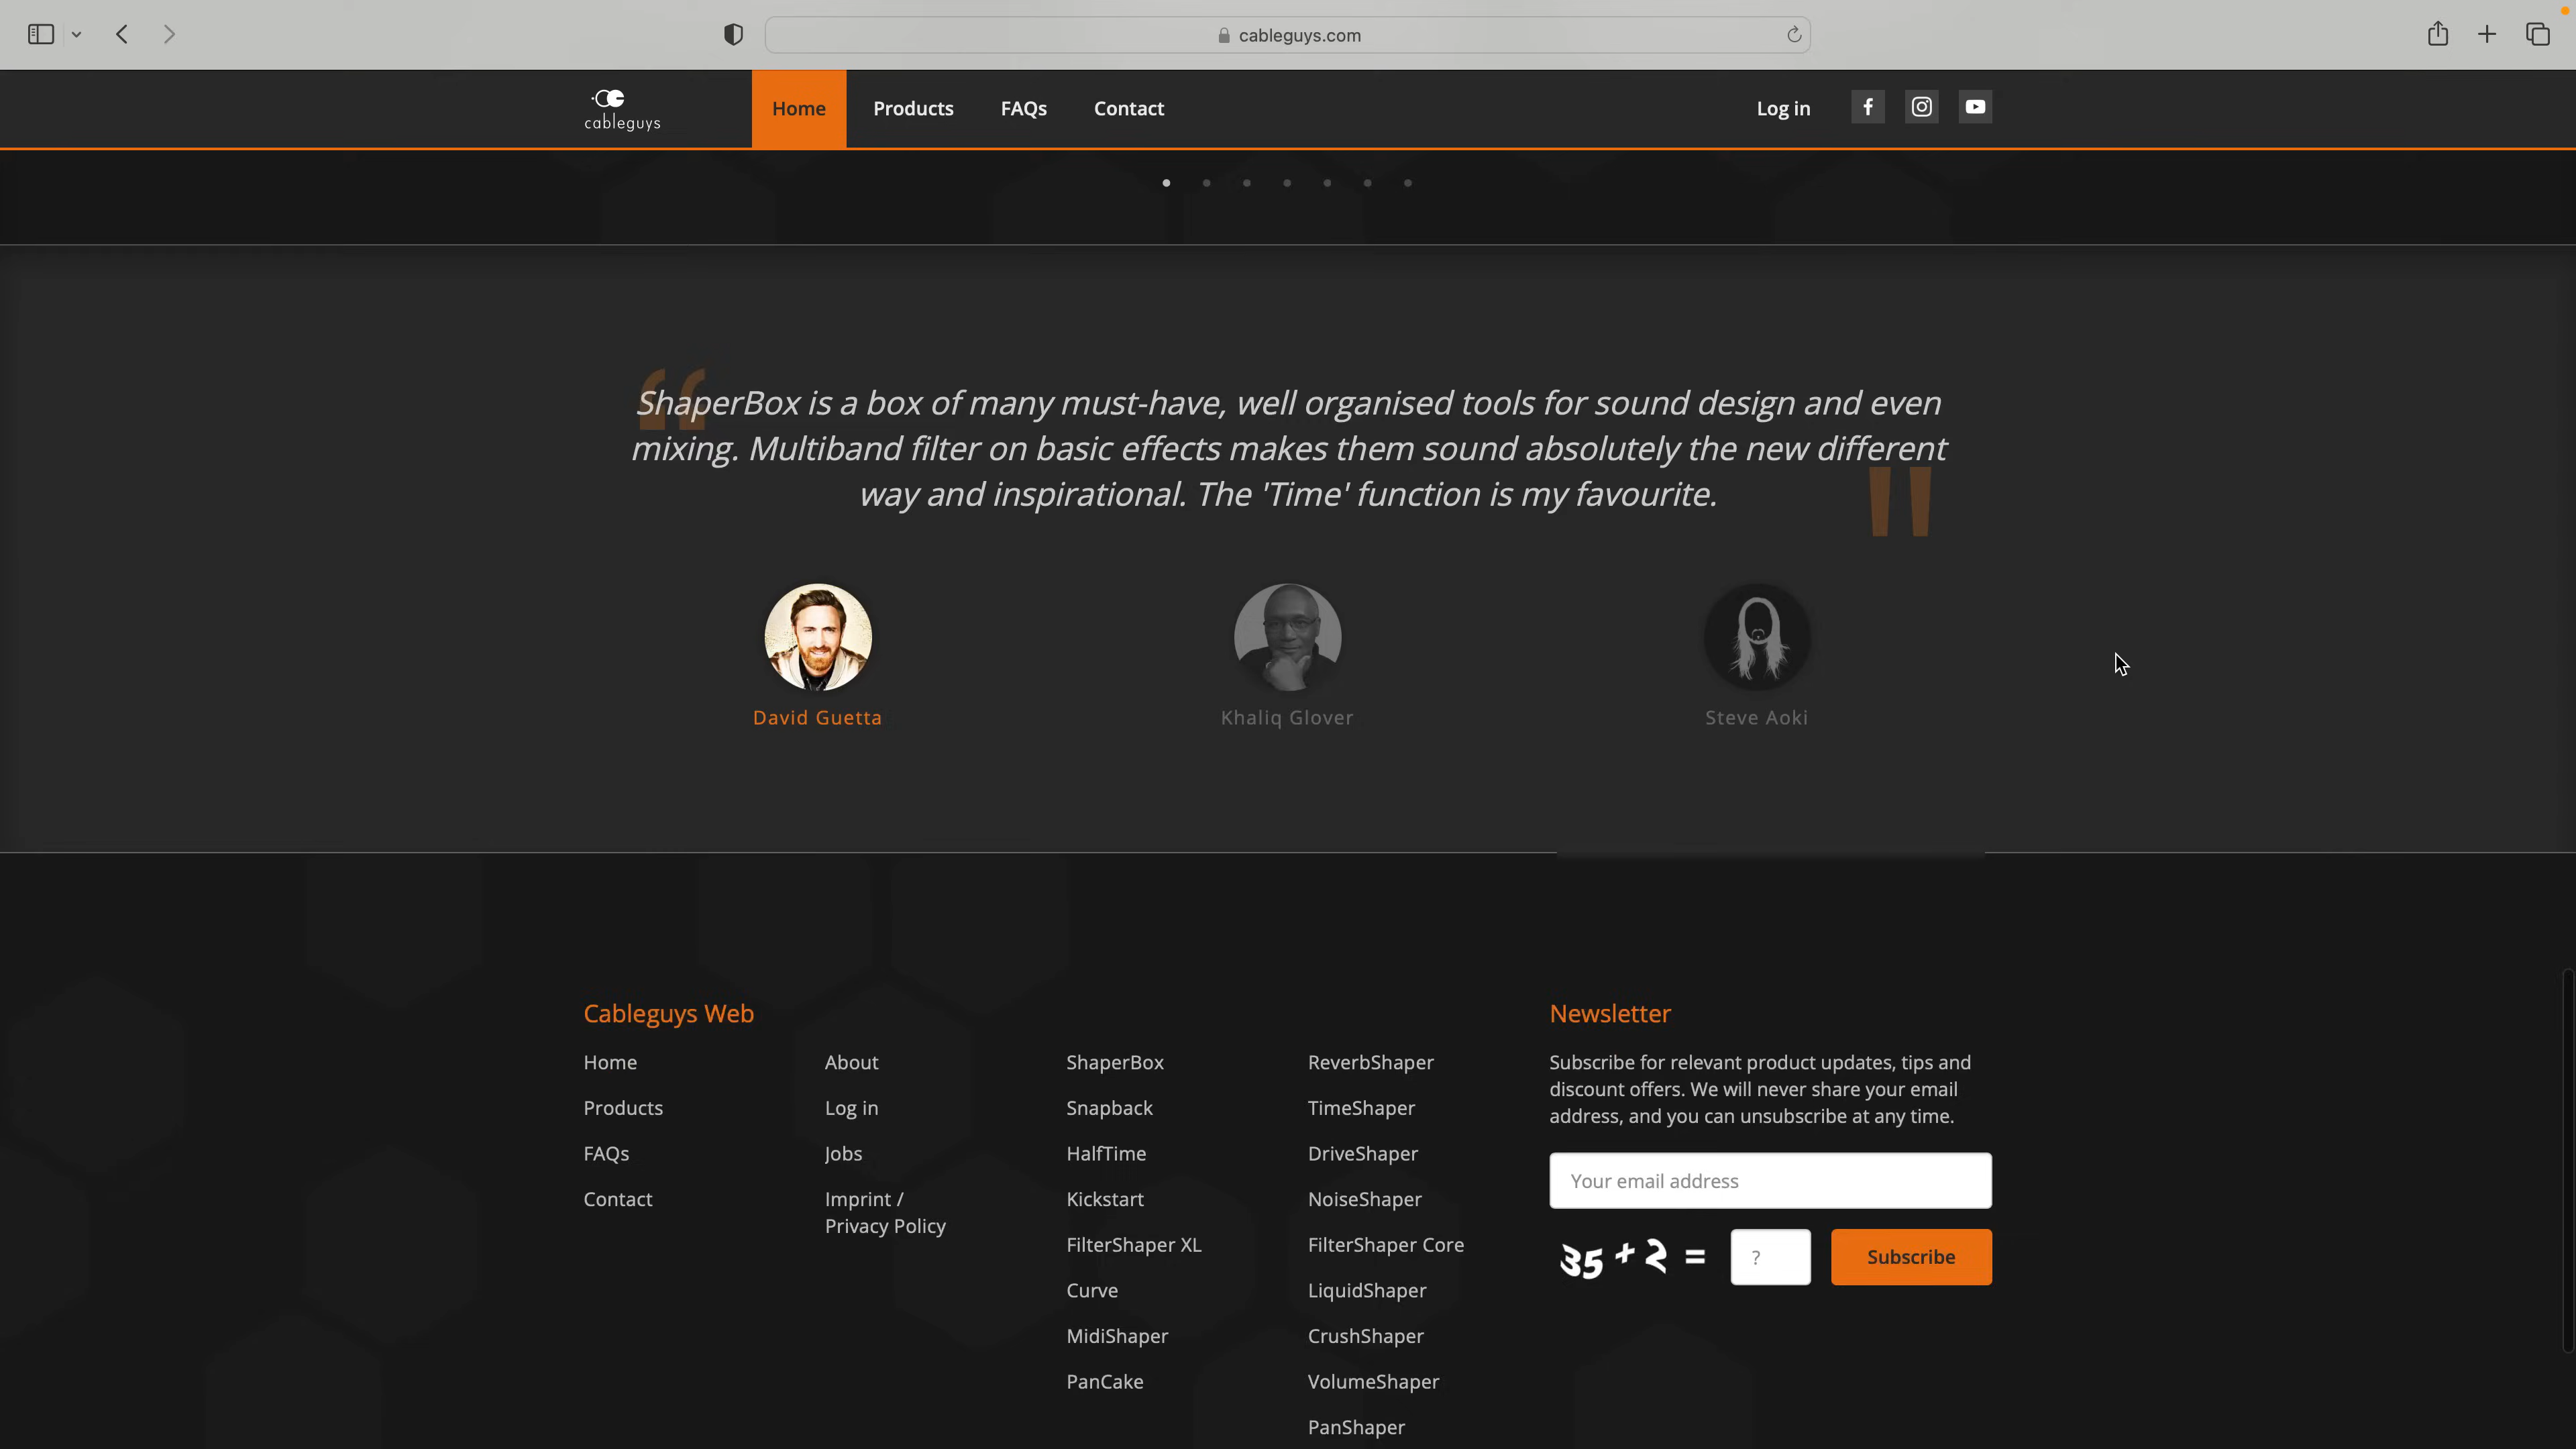 cableguys.com
cableguys
Home
Products
FAQs
Contact
Log in
“
ShaperBox is a box of many must-have, well organised tools for sound design and even
mixing. Multiband filter on basic effects makes them sound absolutely the new different
way and inspirational. The 'Time' function is my favourite.
"
David Guetta
Khaliq Glover
Steve Aoki
Cableguys Web
Home
Products
FAQs
Contact
About
Log in
Jobs
Imprint /
Privacy Policy
ShaperBox
Snapback
HalfTime
Kickstart
FilterShaper XL
Curve
MidiShaper
PanCake
ReverbShaper
TimeShaper
DriveShaper
NoiseShaper
FilterShaper Core
LiquidShaper
CrushShaper
VolumeShaper
PanShaper
Newsletter
Subscribe for relevant product updates, tips and
discount offers. We will never share your email
address, and you can unsubscribe at any time.
Your email address
35 + 2 =
?
Subscribe